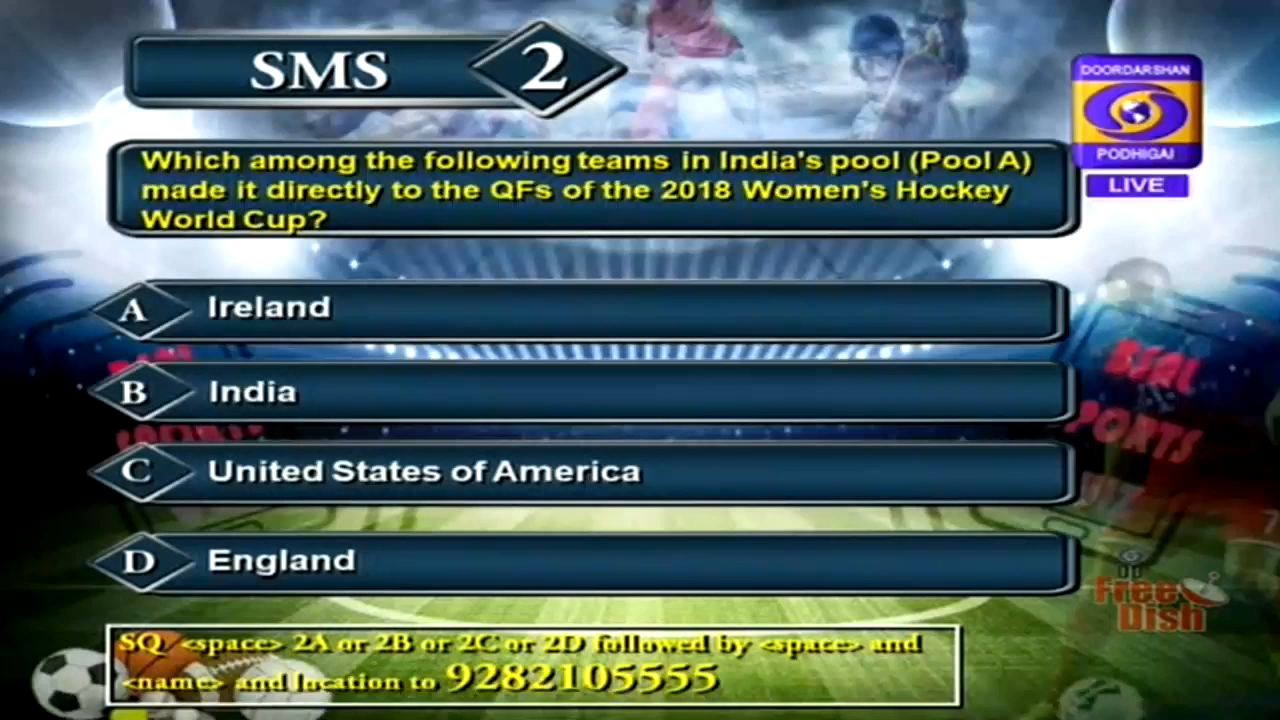 SMS 2
DOORDARSHAN
PODHIGAI
LIVE
Which among the following teams in India's pool (Pool A)
made it directly to the QFs of the 2018 Women's Hockey
World Cup?
A Ireland
B India
C United States of America
D England
SQ <space> 2A or 2B or 2C or 2D followed by <space> and
<name> and location to 9282105555
DD
Free
Dish